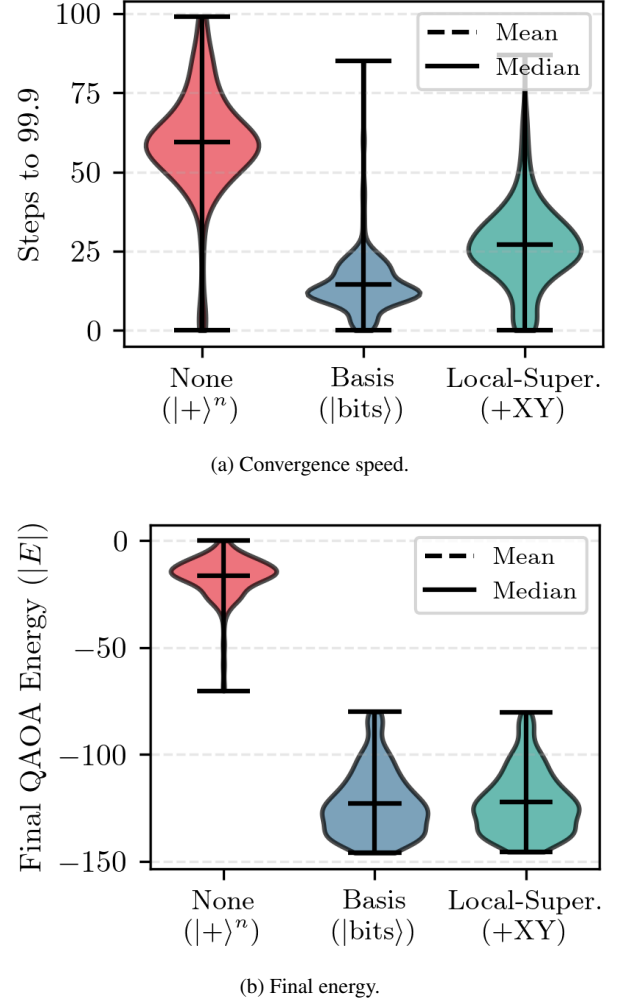 100
75
50
25
0
Steps to 99.9
Mean
Median
None
(|+⟩ⁿ)
Basis
(|bits⟩)
Local-Super.
(+XY)
(a) Convergence speed.
0
−50
−100
−150
Final QAOA Energy (|E|)
Mean
Median
None
(|+⟩ⁿ)
Basis
(|bits⟩)
Local-Super.
(+XY)
(b) Final energy.